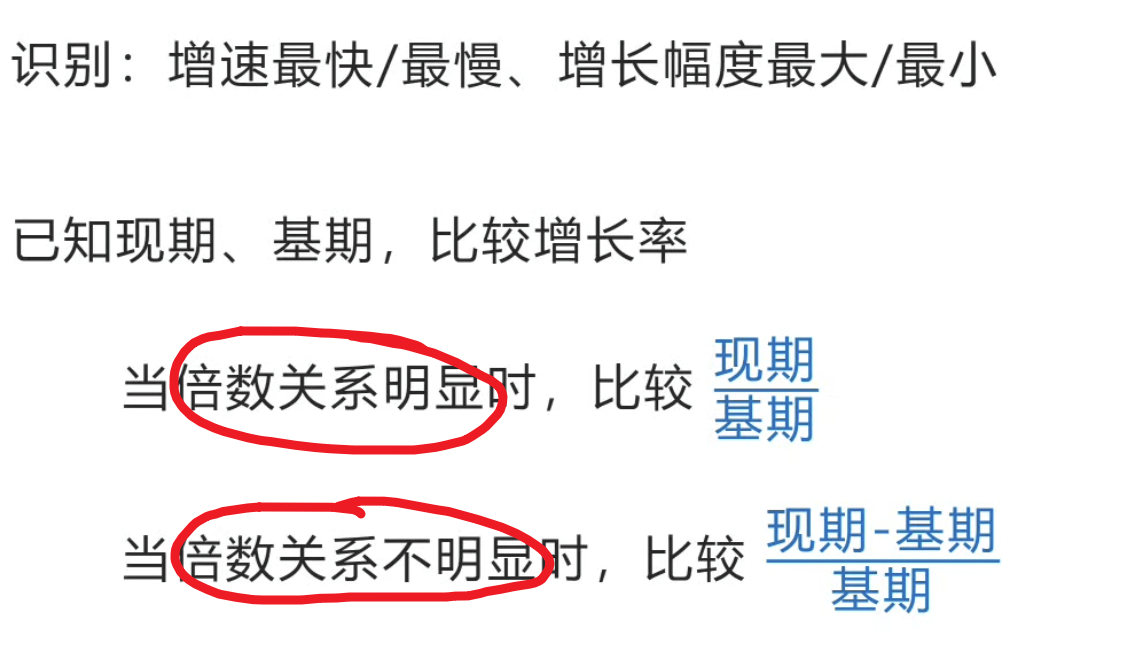 识别：增速最快/最慢、增长幅度最大/最小
已知现期、基期，比较增长率
当倍数关系明显时，比较 现期/基期
当倍数关系不明显时，比较 现期-基期/基期